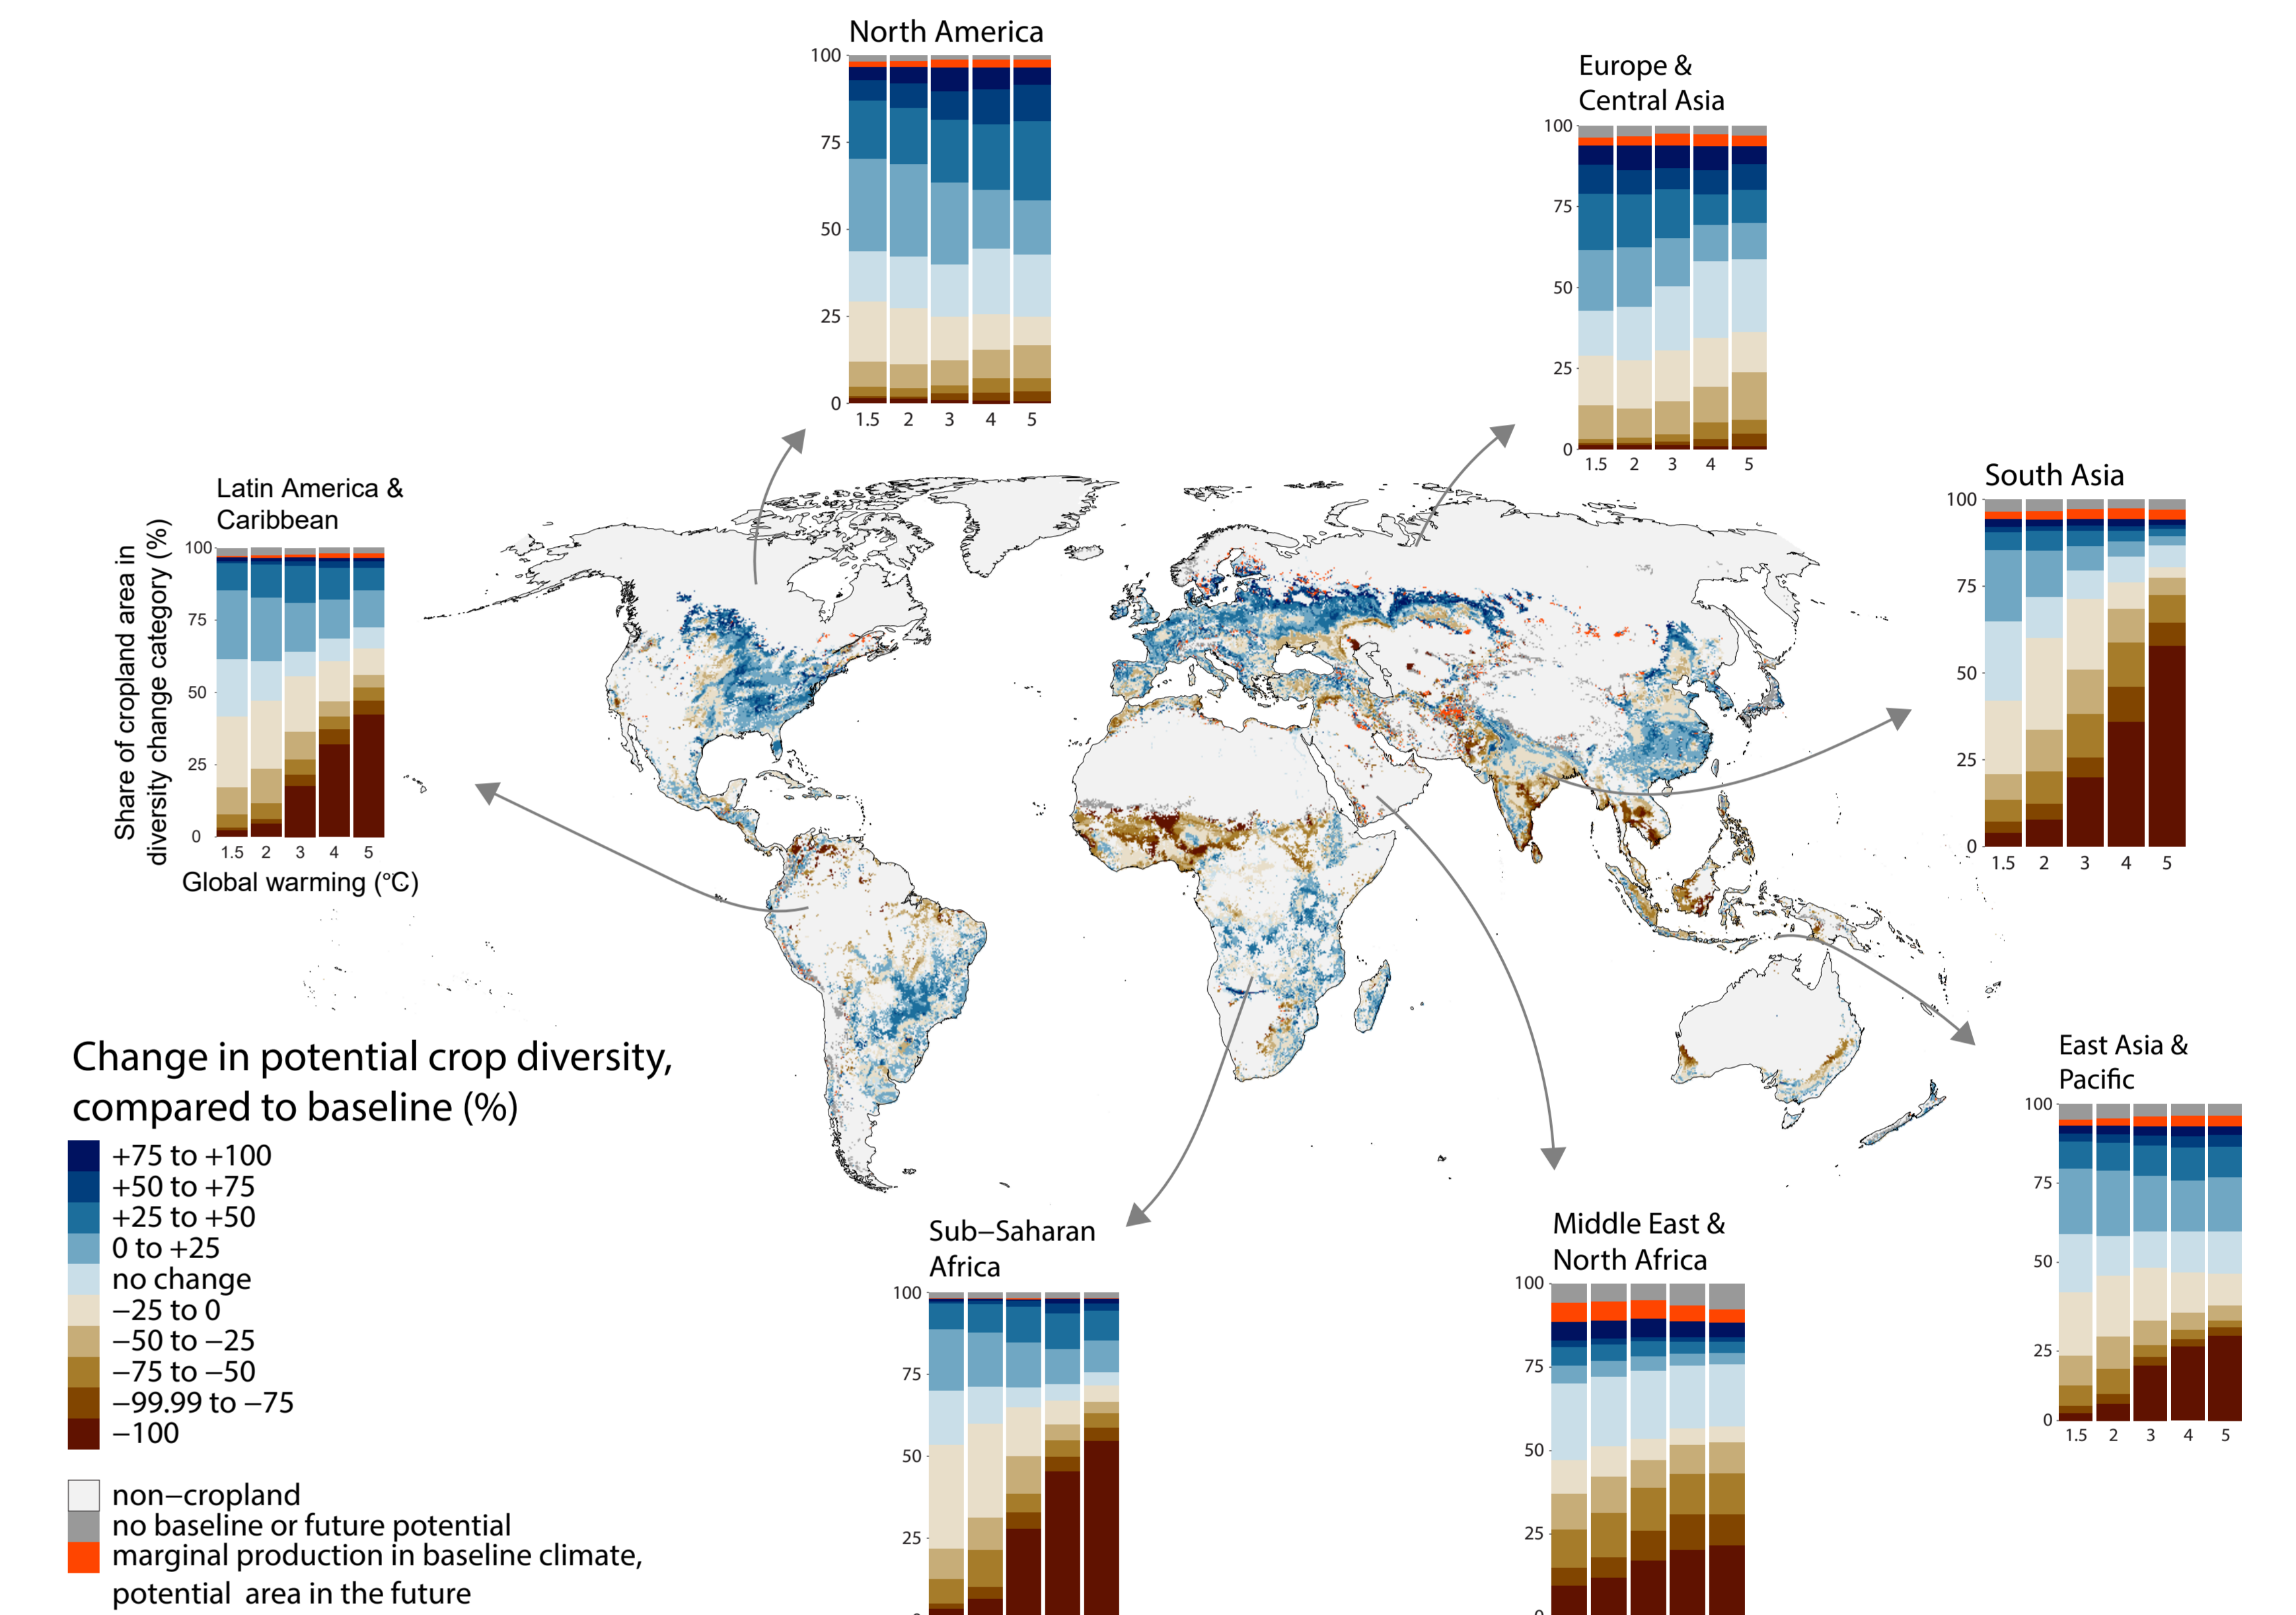 North America
100
75
50
25
0
1.5 2 3 4 5
Europe &
Central Asia
100
75
50
25
0
1.5 2 3 4 5
South Asia
100
75
50
25
0
1.5 2 3 4 5
Latin America &
Caribbean
Share of cropland area in
diversity change category (%)
100
75
50
25
0
1.5 2 3 4 5
Global warming (°C)
East Asia &
Pacific
100
75
50
25
0
1.5 2 3 4 5
Change in potential crop diversity,
compared to baseline (%)
+75 to +100
+50 to +75
+25 to +50
0 to +25
no change
−25 to 0
−50 to −25
−75 to −50
−99.99 to −75
−100
non−cropland
no baseline or future potential
marginal production in baseline climate,
potential area in the future
Sub−Saharan
Africa
100
75
50
25
Middle East &
North Africa
100
75
50
25